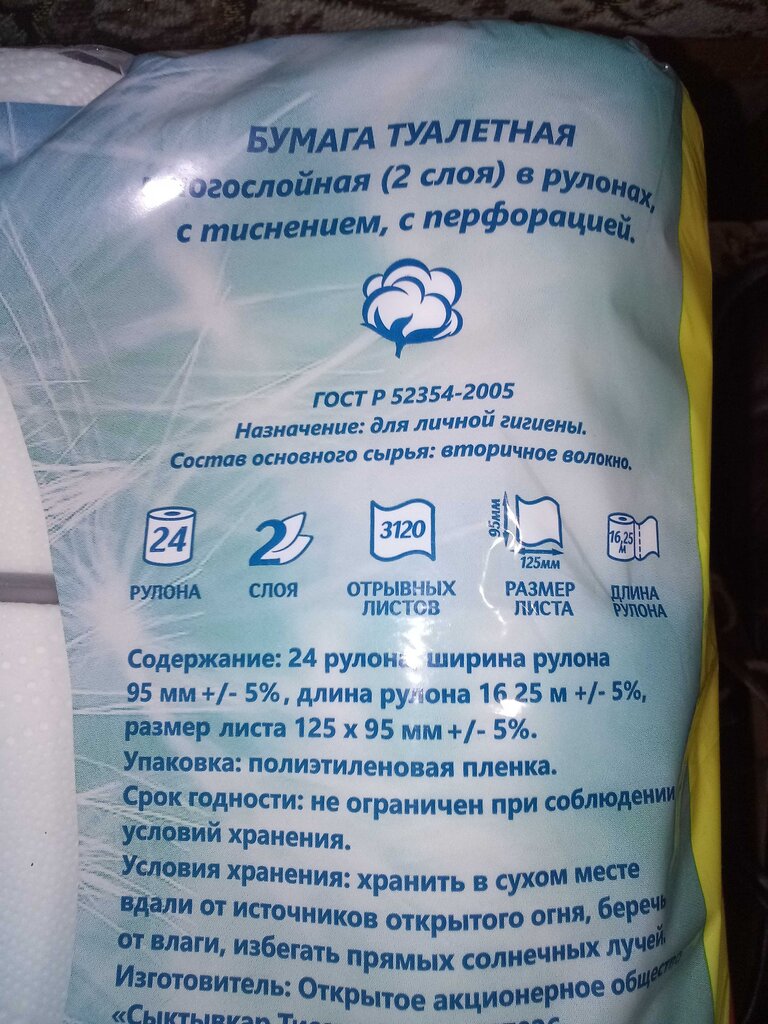 БУМАГА ТУАЛЕТНАЯ
многослойная (2 слоя) в рулонах,
с тиснением, с перфорацией.
ГОСТ Р 52354-2005
Назначение: для личной гигиены.
Состав основного сырья: вторичное волокно.
24
РУЛОНА
2
СЛОЯ
3120
ОТРЫВНЫХ
ЛИСТОВ
95мм
125мм
РАЗМЕР
ЛИСТА
16,25
М
ДЛИНА
РУЛОНА
Содержание: 24 рулона, ширина рулона
95 мм +/- 5%, длина рулона 16,25 м +/- 5%,
размер листа 125 х 95 мм +/- 5%.
Упаковка: полиэтиленовая пленка.
Срок годности: не ограничен при соблюдении
условий хранения.
Условия хранения: хранить в сухом месте
вдали от источников открытого огня, беречь
от влаги, избегать прямых солнечных лучей.
Изготовитель: Открытое акционерное общество
«Сыктывкар